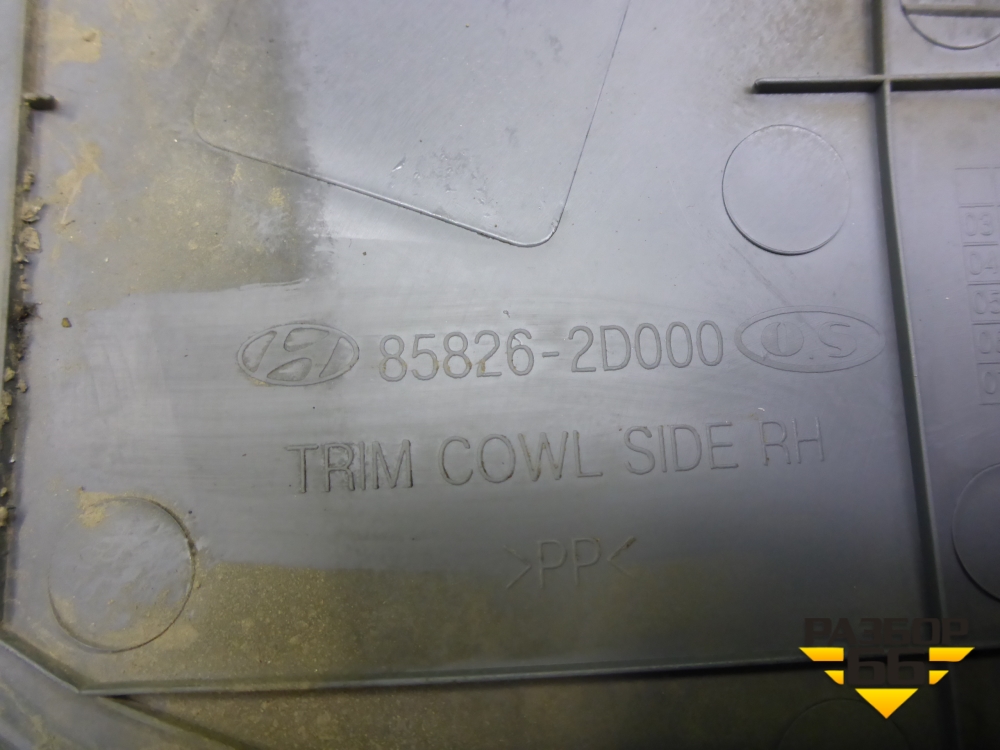 85826-2D000 S.O
TRIM COWL SIDE RH
>PP<
РАЗБОР
66